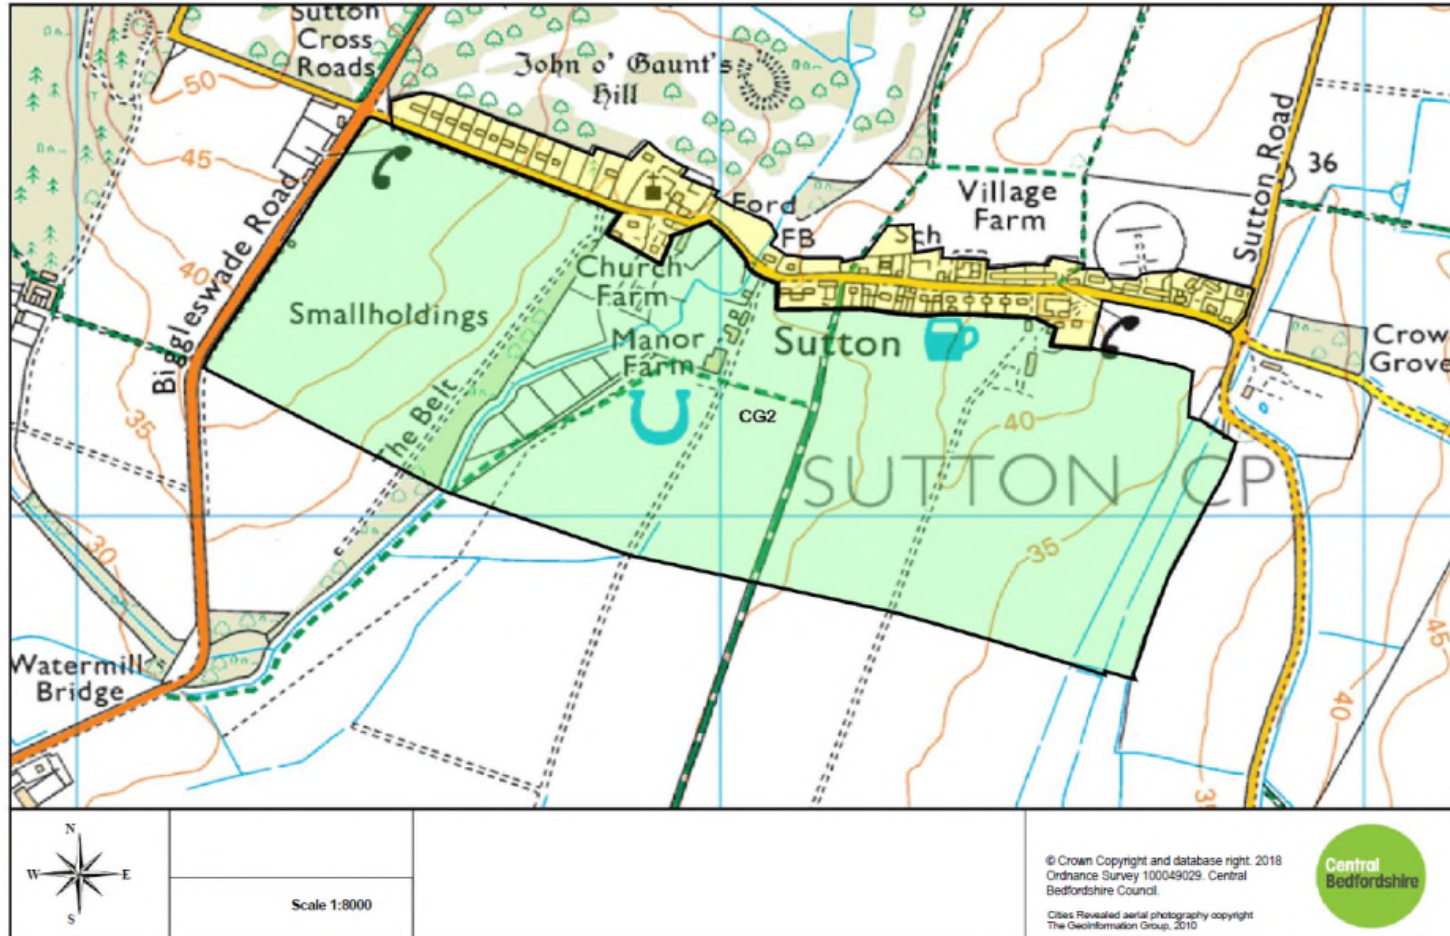 Sutton
Cross
Roads
John o' Gaunt's
Hill
50
45
40
35
30
Biggleswade Road
Smallholdings
Ford
FB
Sch
Village
Farm
36
Sutton Road
Church
Farm
Manor
Farm
Sutton
The Belt
CG2
Crow
Grove
40
SUTTON CP
35
Watermill
Bridge
45
40
N
W
E
S
Scale 1:8000
© Crown Copyright and database right. 2018
Ordnance Survey 100049029. Central
Bedfordshire Council.
Cities Revealed aerial photography copyright
The GeoInformation Group, 2010
Central
Bedfordshire